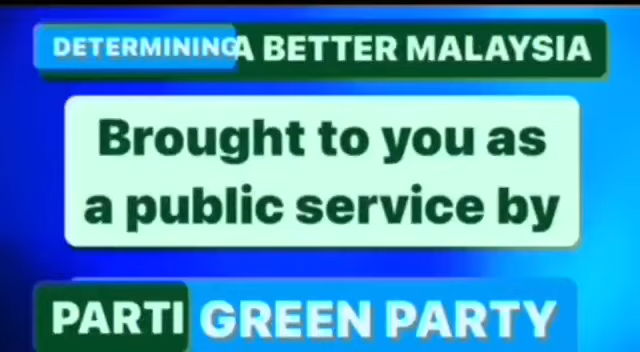 DETERMINING A BETTER MALAYSIA
Brought to you as
a public service by
PARTI GREEN PARTY